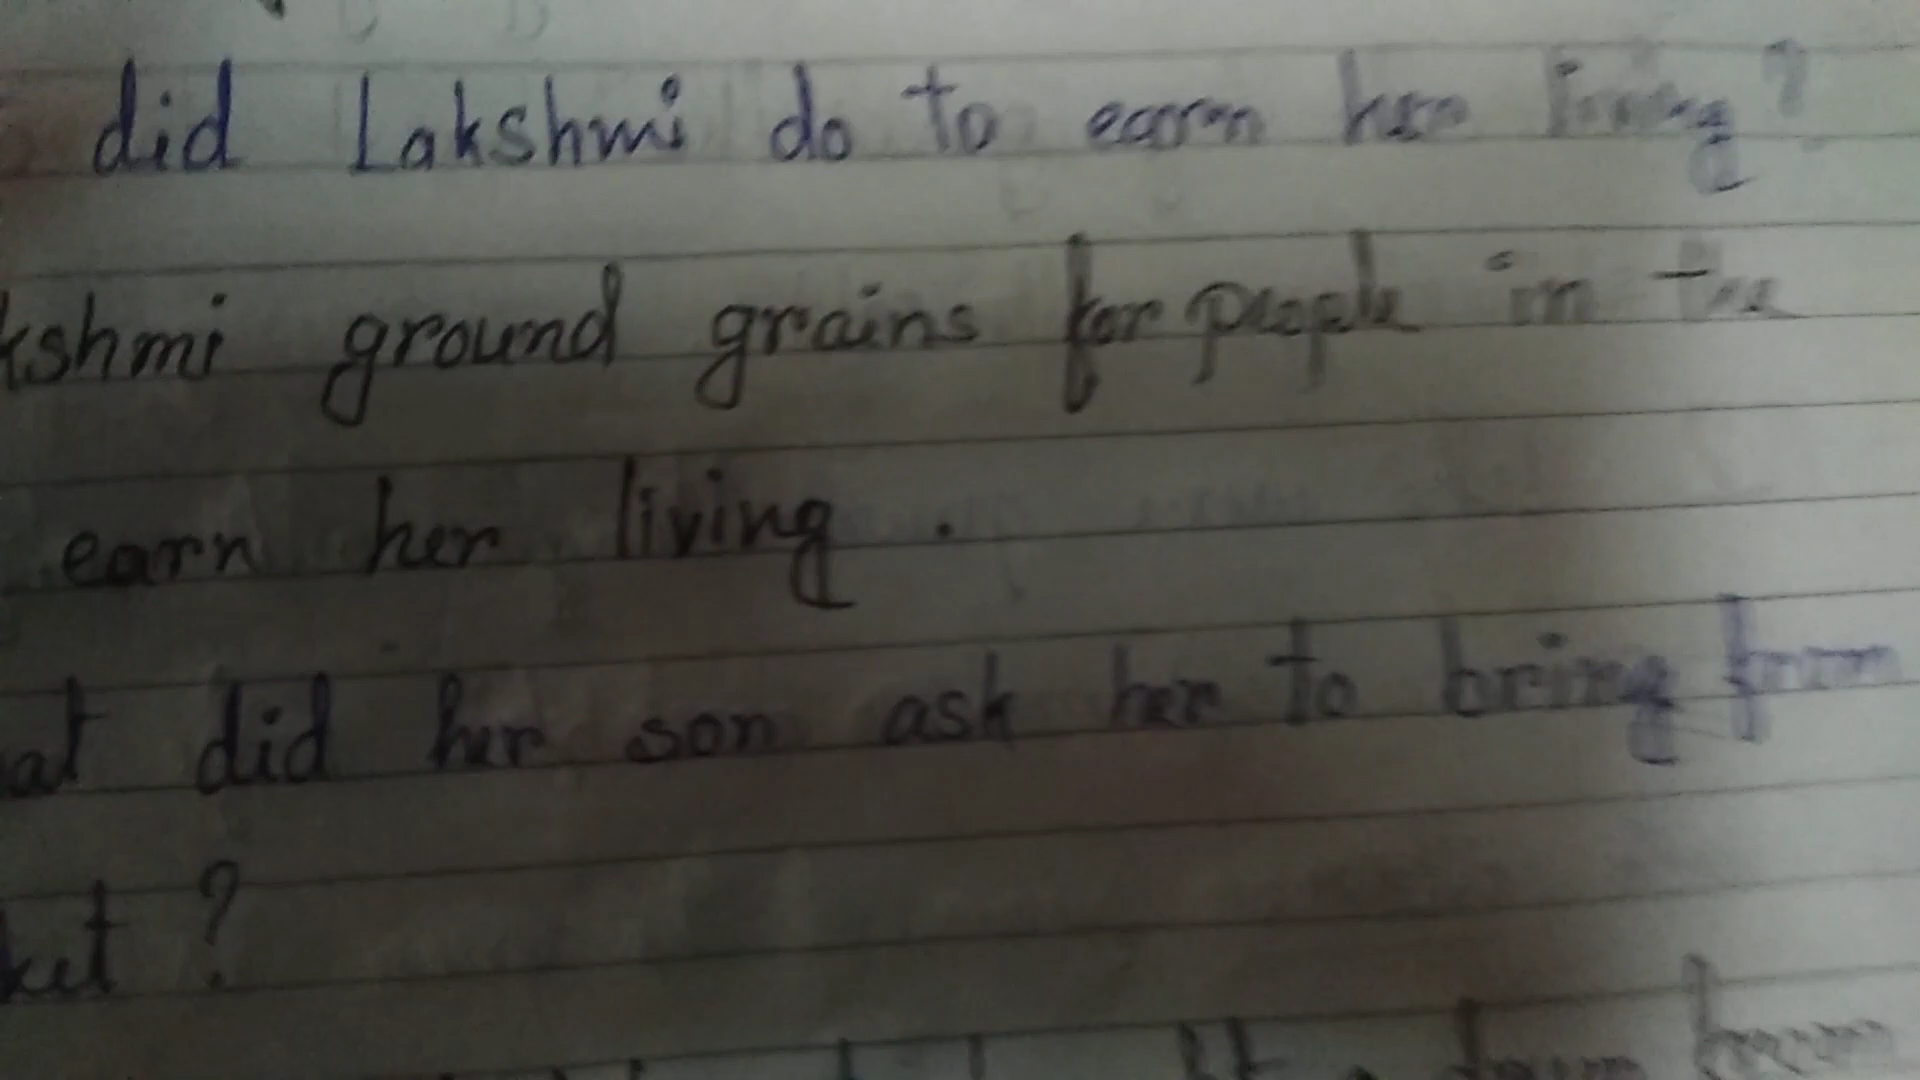 did Lakshmi do to earn her living?
kshmi ground grains for people in the
earn her living.
at did her son ask her to bring from
ket?